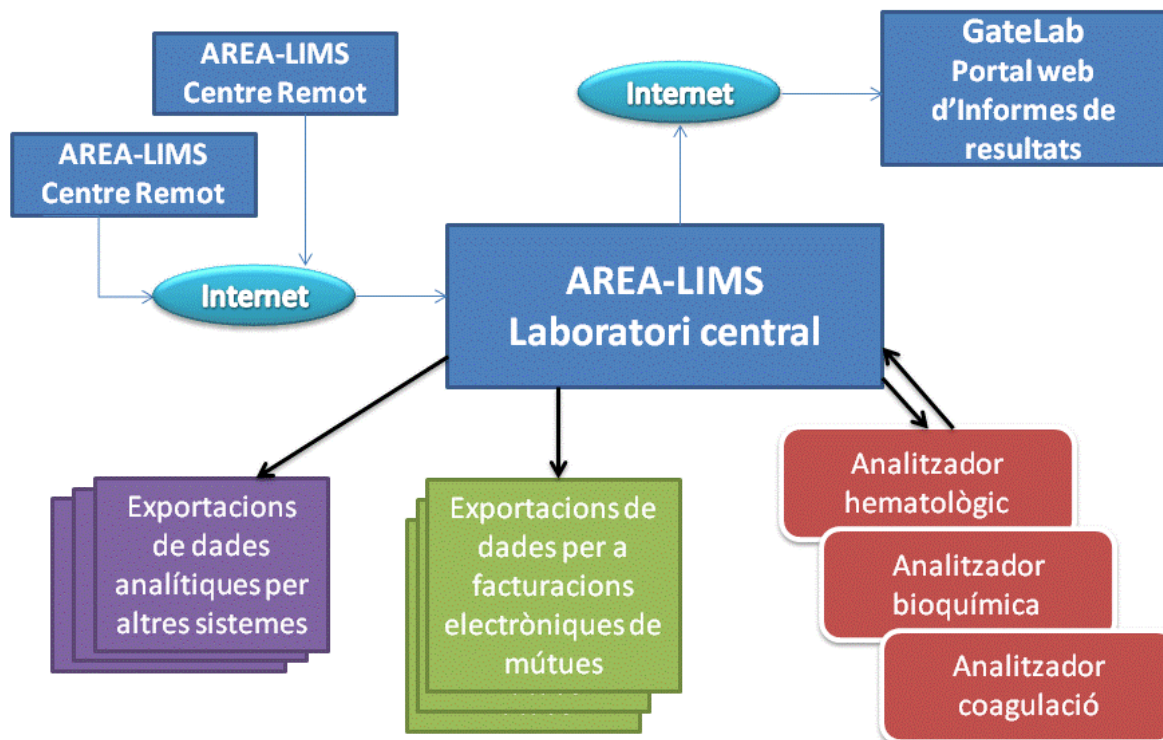 AREA-LIMS
Centre Remot
AREA-LIMS
Centre Remot
Internet
Internet
GateLab
Portal web
d'Informes de
resultats
AREA-LIMS
Laboratori central
Exportacions
de dades
analítiques per
altres sistemes
Exportacions de
dades per a
facturacions
electròniques de
mútues
Analitzador
hematològic
Analitzador
bioquímica
Analitzador
coagulació